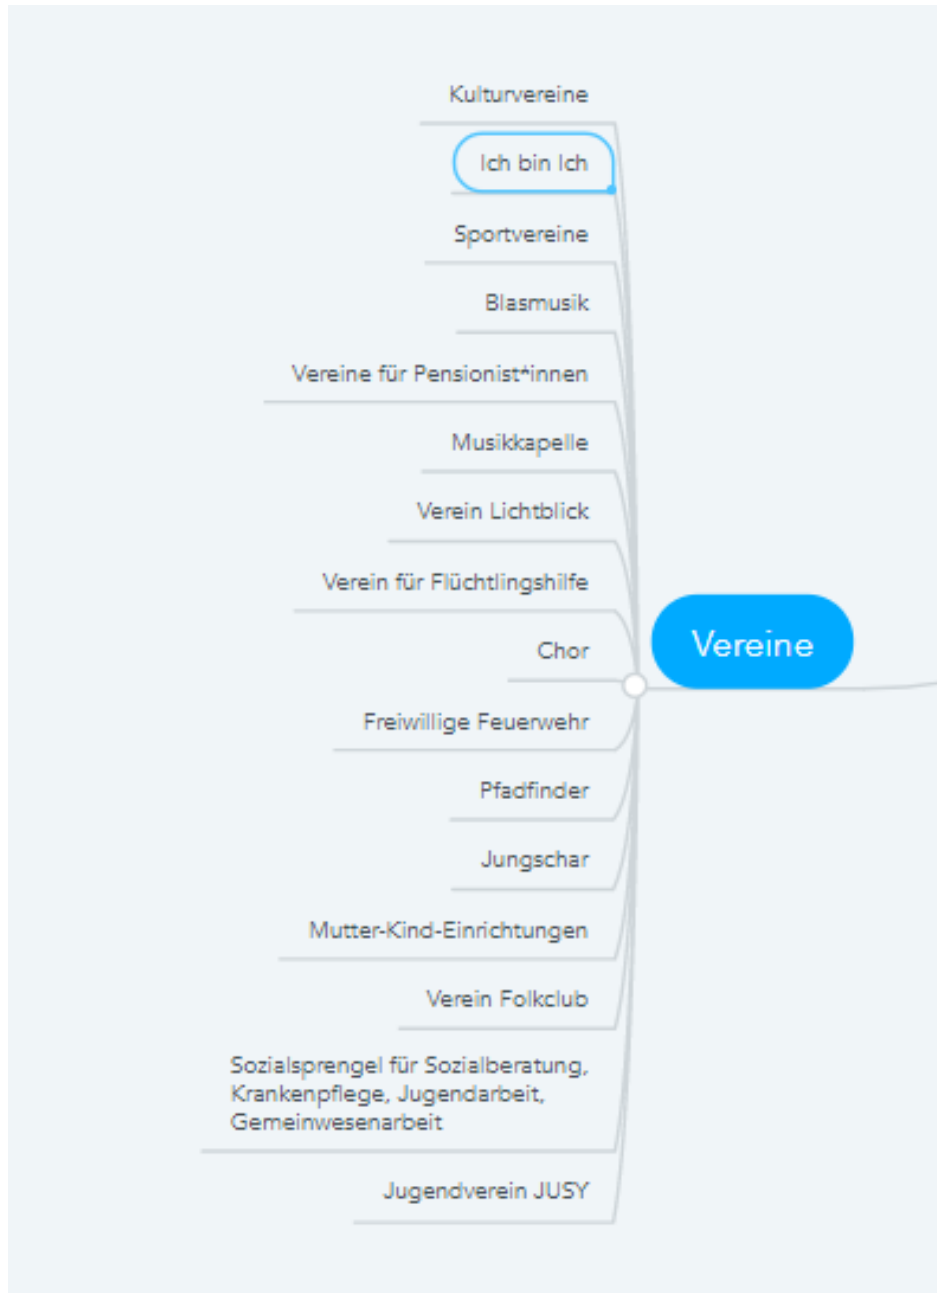 Kulturvereine
Ich bin Ich
Sportvereine
Blasmusik
Vereine für Pensionist*innen
Musikkapelle
Verein Lichtblick
Verein für Flüchtlingshilfe
Chor
Vereine
Freiwillige Feuerwehr
Pfadfinder
Jungschar
Mutter-Kind-Einrichtungen
Verein Folkclub
Sozialsprengel für Sozialberatung,
Krankenpflege, Jugendarbeit,
Gemeinwesenarbeit
Jugendverein JUSY